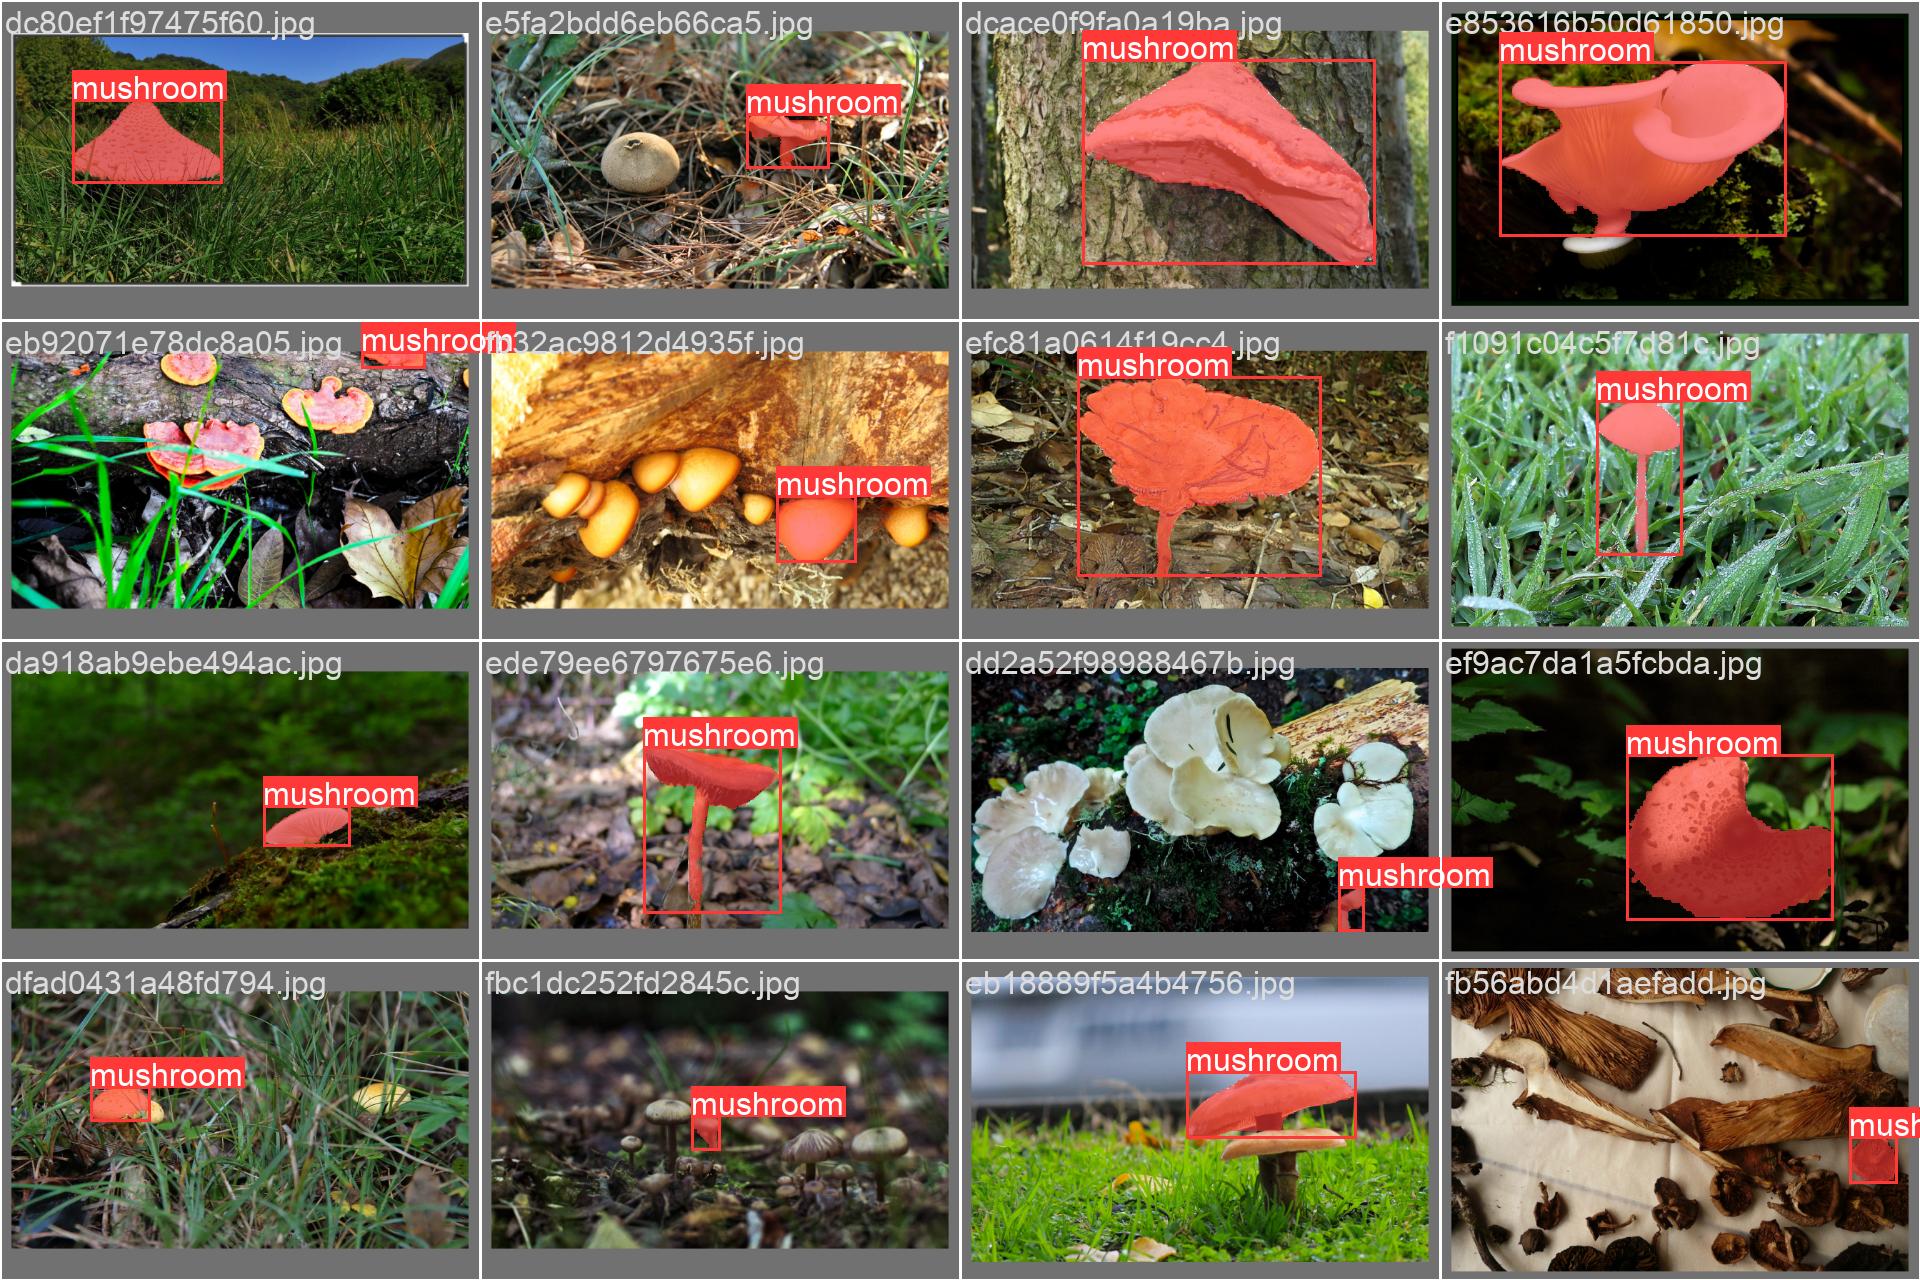 dc80ef1f97475f60.jpg
mushroom
e5fa2bdd6eb66ca5.jpg
mushroom
dcace0f9fa0a19ba.jpg
mushroom
e853616b50d61850.jpg
mushroom
eb92071e78dc8a05.jpg
mushroom
32ac9812d4935f.jpg
mushroom
efc81a0614f19cc4.jpg
mushroom
f1091c04c5f7d81c.jpg
mushroom
da918ab9ebe494ac.jpg
mushroom
ede79ee6797675e6.jpg
mushroom
dd2a52f98988467b.jpg
mushroom
ef9ac7da1a5fcbda.jpg
mushroom
dfad0431a48fd794.jpg
mushroom
fbc1dc252fd2845c.jpg
mushroom
eb18889f5a4b4756.jpg
mushroom
fb56abd4d1aefadd.jpg
mush